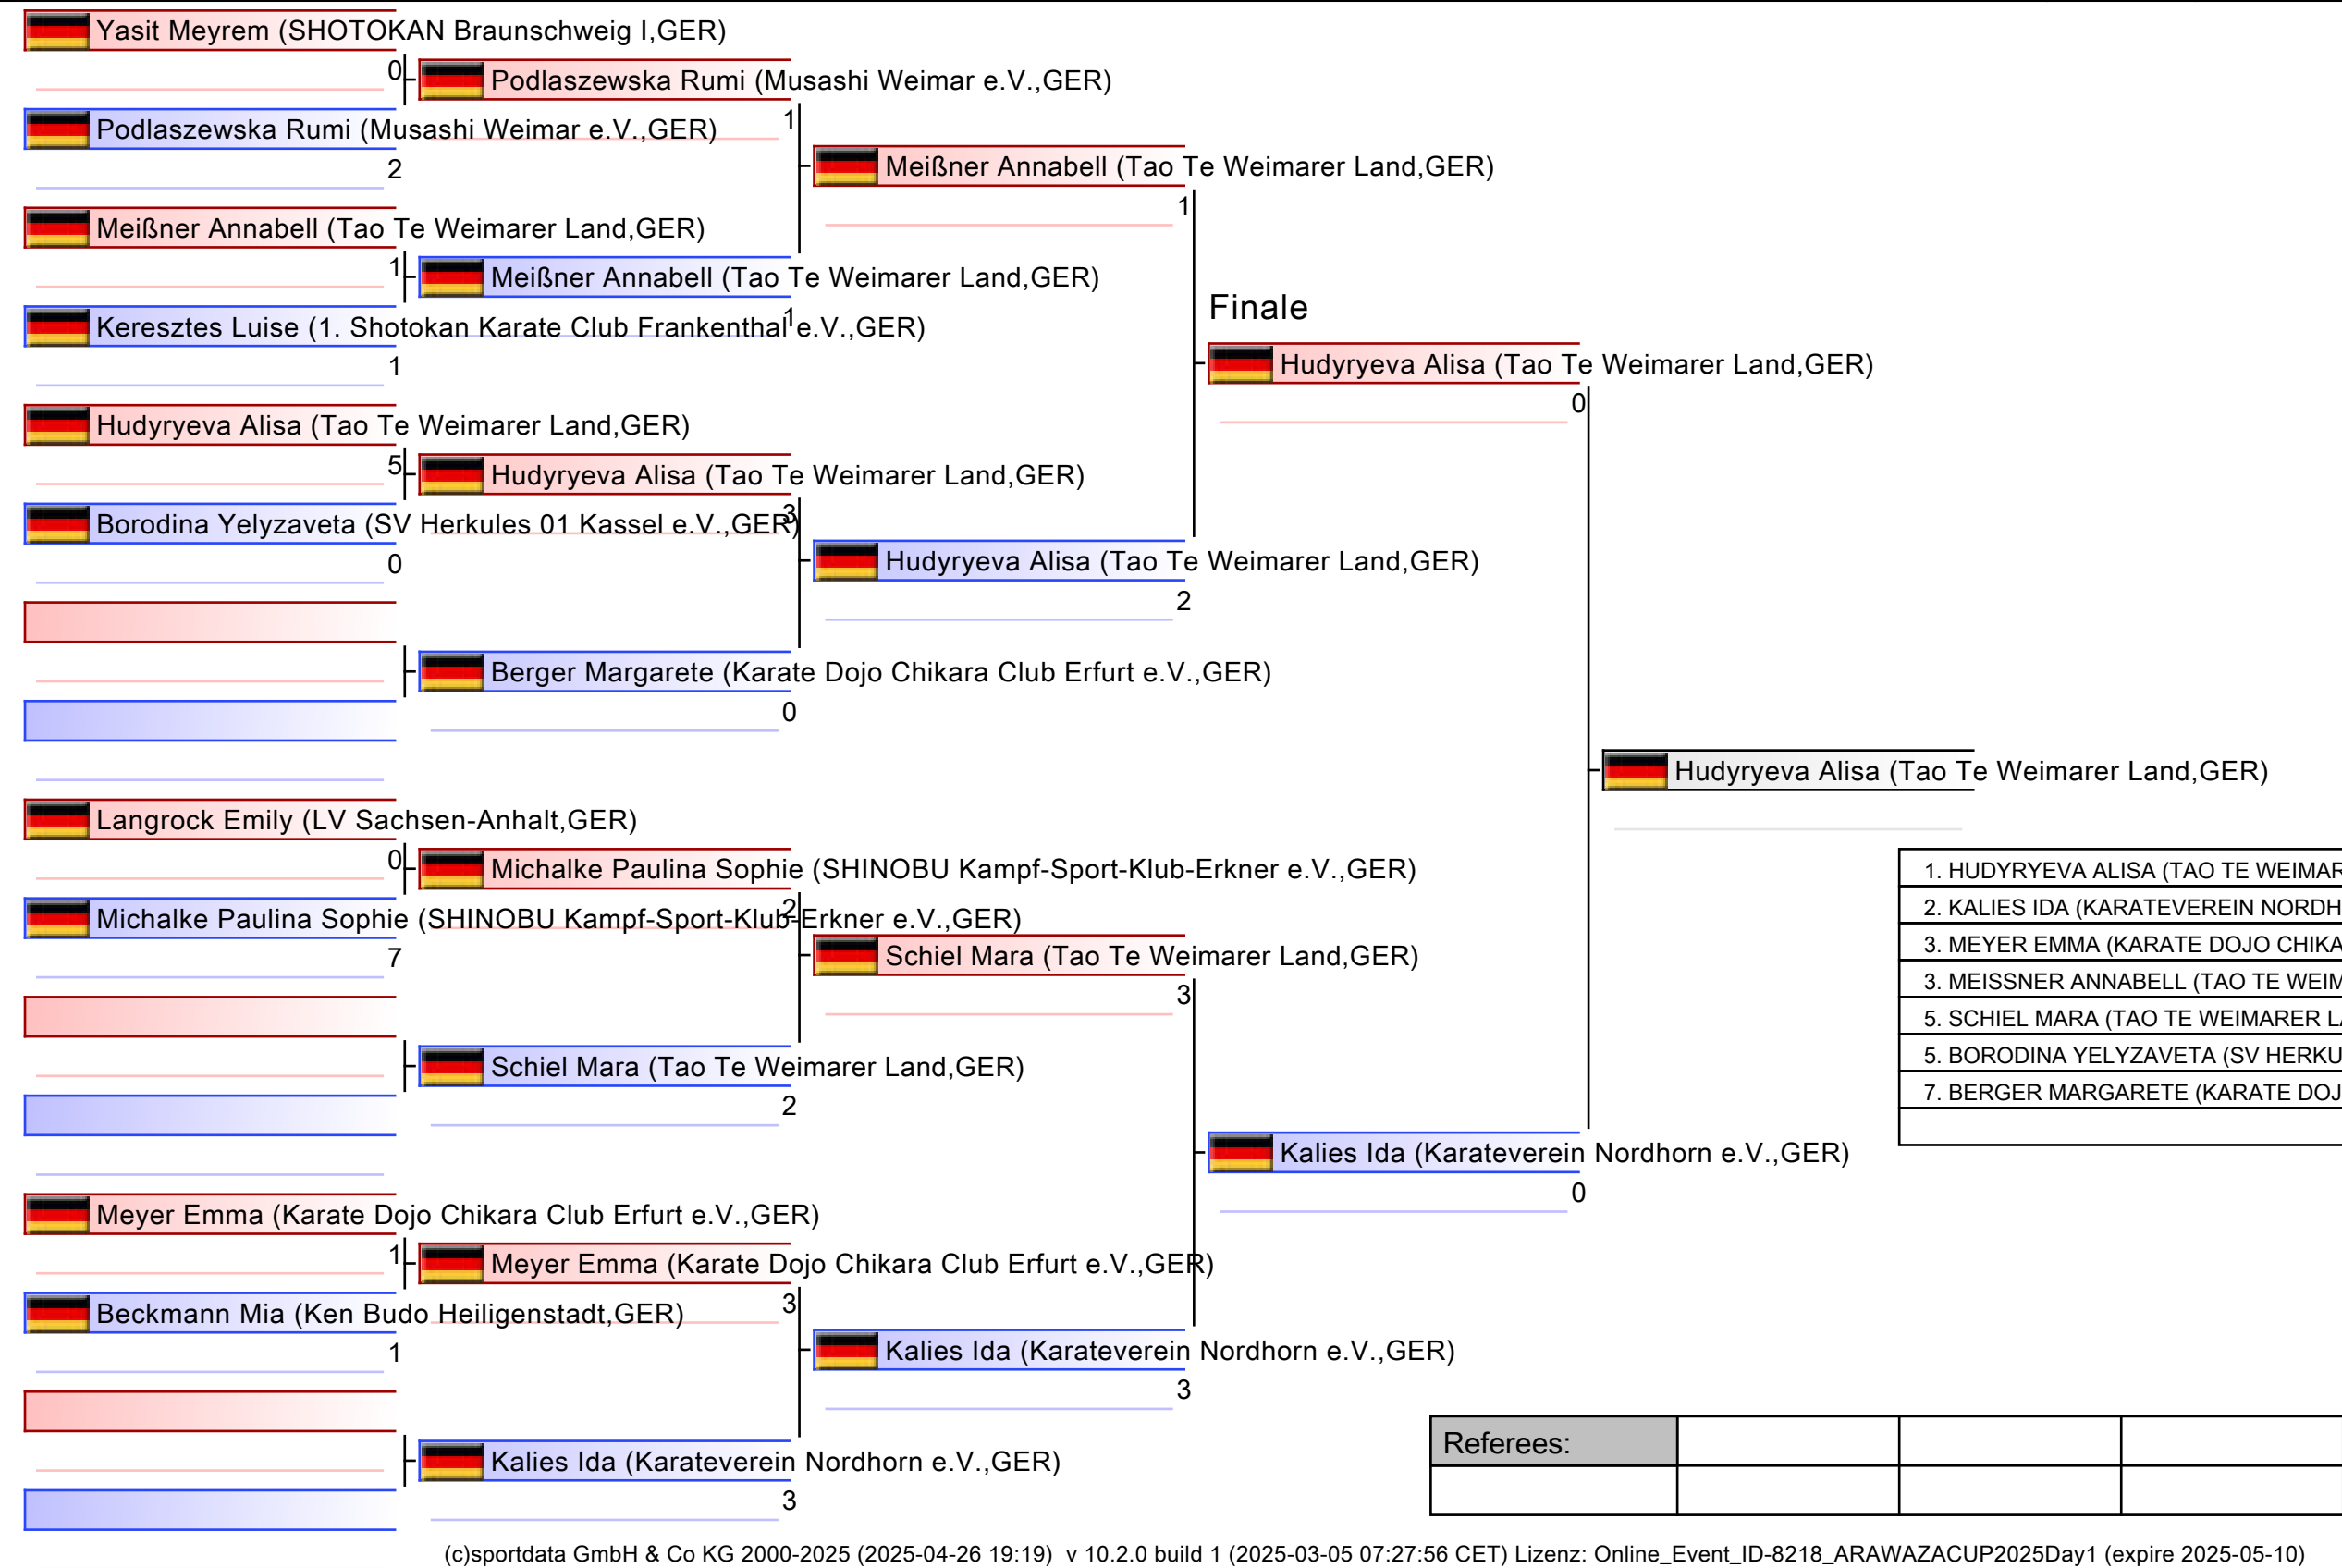 Yasit Meyrem (SHOTOKAN Braunschweig I,GER)
0
Podlaszewska Rumi (Musashi Weimar e.V.,GER)
2
Meißner Annabell (Tao Te Weimarer Land,GER)
1
Keresztes Luise (1. Shotokan Karate Club Frankenthal e.V.,GER)
1
Hudyryeva Alisa (Tao Te Weimarer Land,GER)
5
Borodina Yelyzaveta (SV Herkules 01 Kassel e.V.,GER)
0
Langrock Emily (LV Sachsen-Anhalt,GER)
0
Michalke Paulina Sophie (SHINOBU Kampf-Sport-Klub-Erkner e.V.,GER)
7
Meyer Emma (Karate Dojo Chikara Club Erfurt e.V.,GER)
1
Beckmann Mia (Ken Budo Heiligenstadt,GER)
1
Podlaszewska Rumi (Musashi Weimar e.V.,GER)
1
Meißner Annabell (Tao Te Weimarer Land,GER)
1
Hudyryeva Alisa (Tao Te Weimarer Land,GER)
3
Berger Margarete (Karate Dojo Chikara Club Erfurt e.V.,GER)
0
Michalke Paulina Sophie (SHINOBU Kampf-Sport-Klub-Erkner e.V.,GER)
2
Schiel Mara (Tao Te Weimarer Land,GER)
2
Meyer Emma (Karate Dojo Chikara Club Erfurt e.V.,GER)
3
Kalies Ida (Karateverein Nordhorn e.V.,GER)
3
Meißner Annabell (Tao Te Weimarer Land,GER)
1
Hudyryeva Alisa (Tao Te Weimarer Land,GER)
2
Schiel Mara (Tao Te Weimarer Land,GER)
3
Kalies Ida (Karateverein Nordhorn e.V.,GER)
3
Finale
Hudyryeva Alisa (Tao Te Weimarer Land,GER)
0
Kalies Ida (Karateverein Nordhorn e.V.,GER)
0
Hudyryeva Alisa (Tao Te Weimarer Land,GER)
1. HUDYRYEVA ALISA (TAO TE WEIMAR
2. KALIES IDA (KARATEVEREIN NORDH
3. MEYER EMMA (KARATE DOJO CHIKA
3. MEISSNER ANNABELL (TAO TE WEIM
5. SCHIEL MARA (TAO TE WEIMARER LA
5. BORODINA YELYZAVETA (SV HERKU
7. BERGER MARGARETE (KARATE DOJ
Referees:
(c)sportdata GmbH & Co KG 2000-2025 (2025-04-26 19:19) v 10.2.0 build 1 (2025-03-05 07:27:56 CET) Lizenz: Online_Event_ID-8218_ARAWAZACUP2025Day1 (expire 2025-05-10)